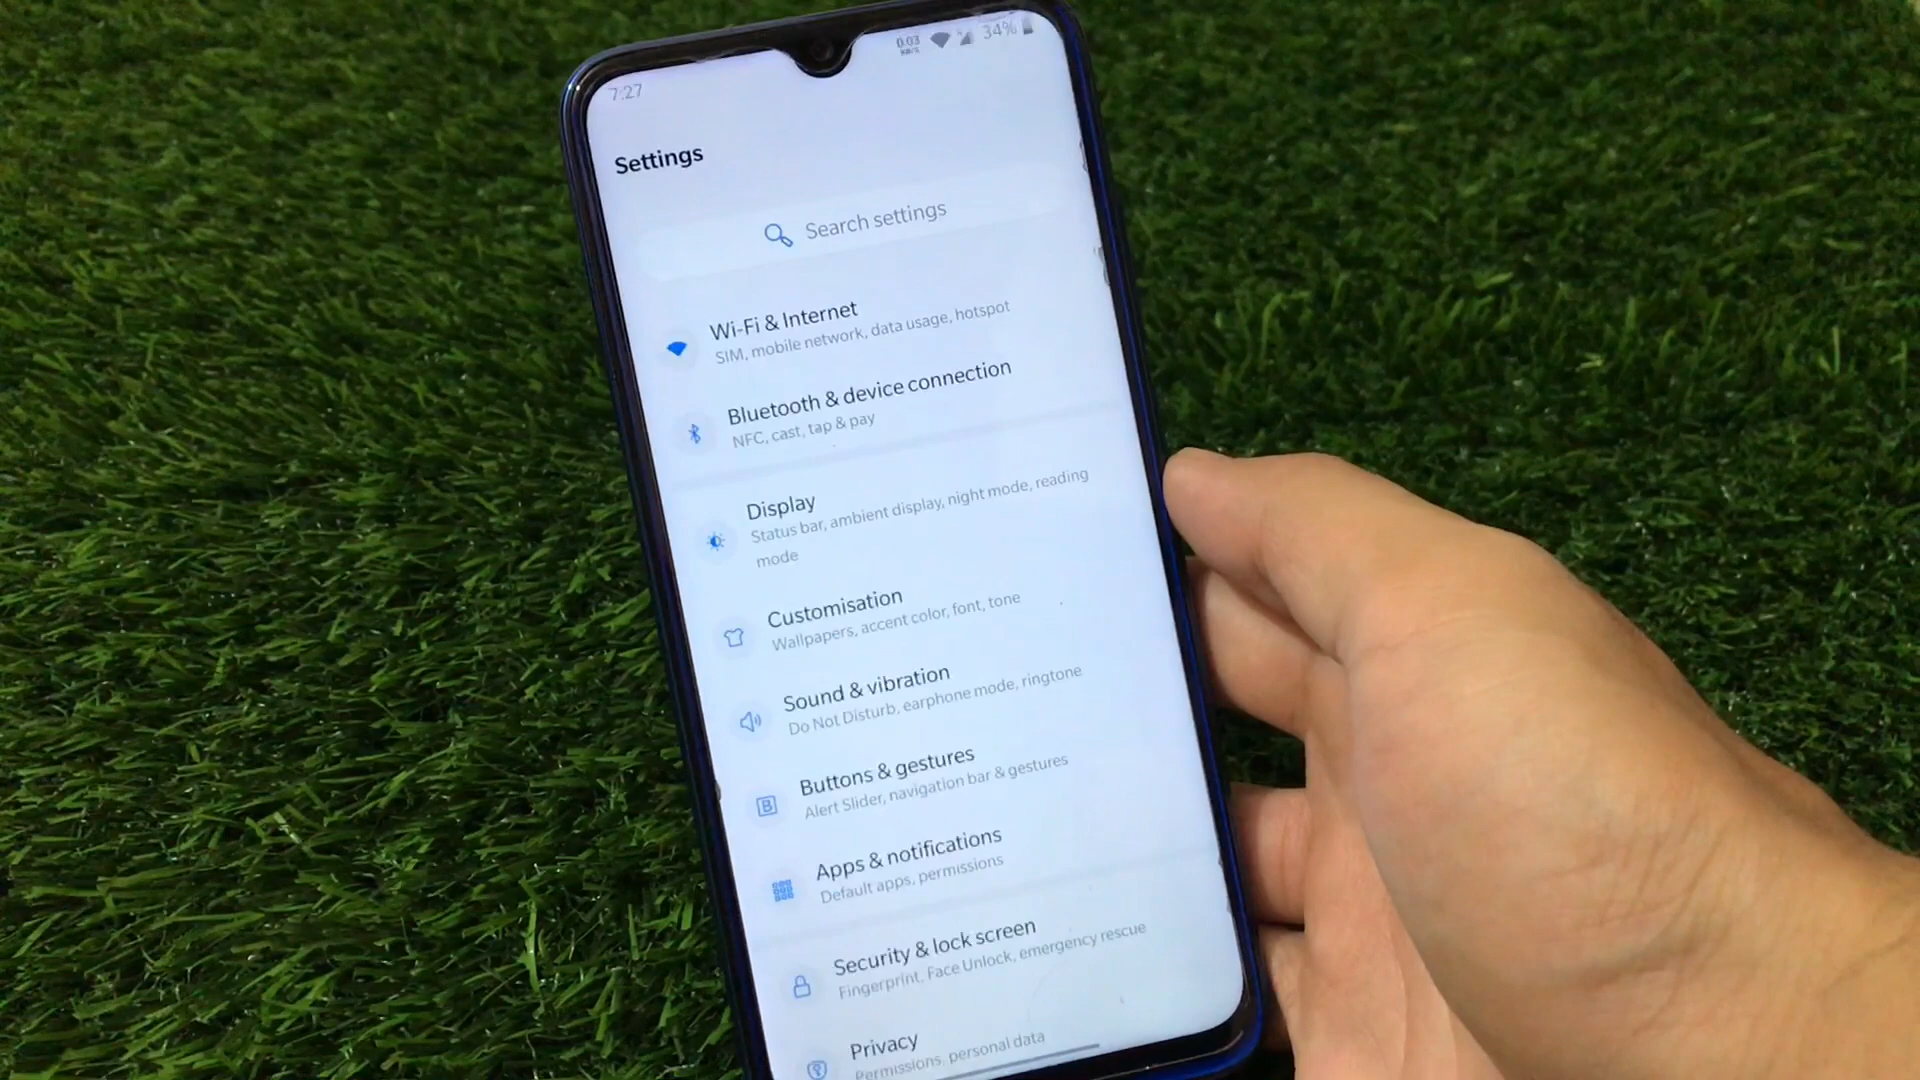 7:27
0.03
KB/S
34%
Settings
Search settings
Wi-Fi & Internet
SIM, mobile network, data usage, hotspot
Bluetooth & device connection
NFC, cast, tap & pay
Display
Status bar, ambient display, night mode, reading
mode
Customisation
Wallpapers, accent color, font, tone
Sound & vibration
Do Not Disturb, earphone mode, ringtone
B
Buttons & gestures
Alert Slider, navigation bar & gestures
Apps & notifications
Default apps, permissions
Security & lock screen
Fingerprint, Face Unlock, emergency rescue
Privacy
Permissions, personal data